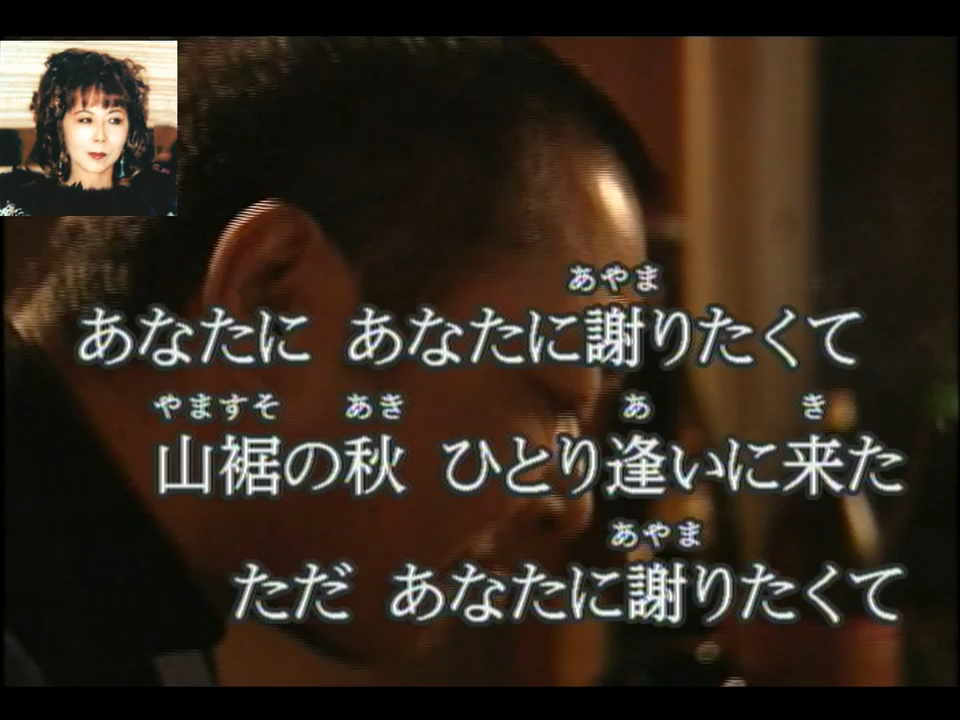 あやま
あなたに あなたに謝りたくて
やますそ あき あ き
山裾の秋 ひとり逢いに来た
あやま
ただ あなたに謝りたくて